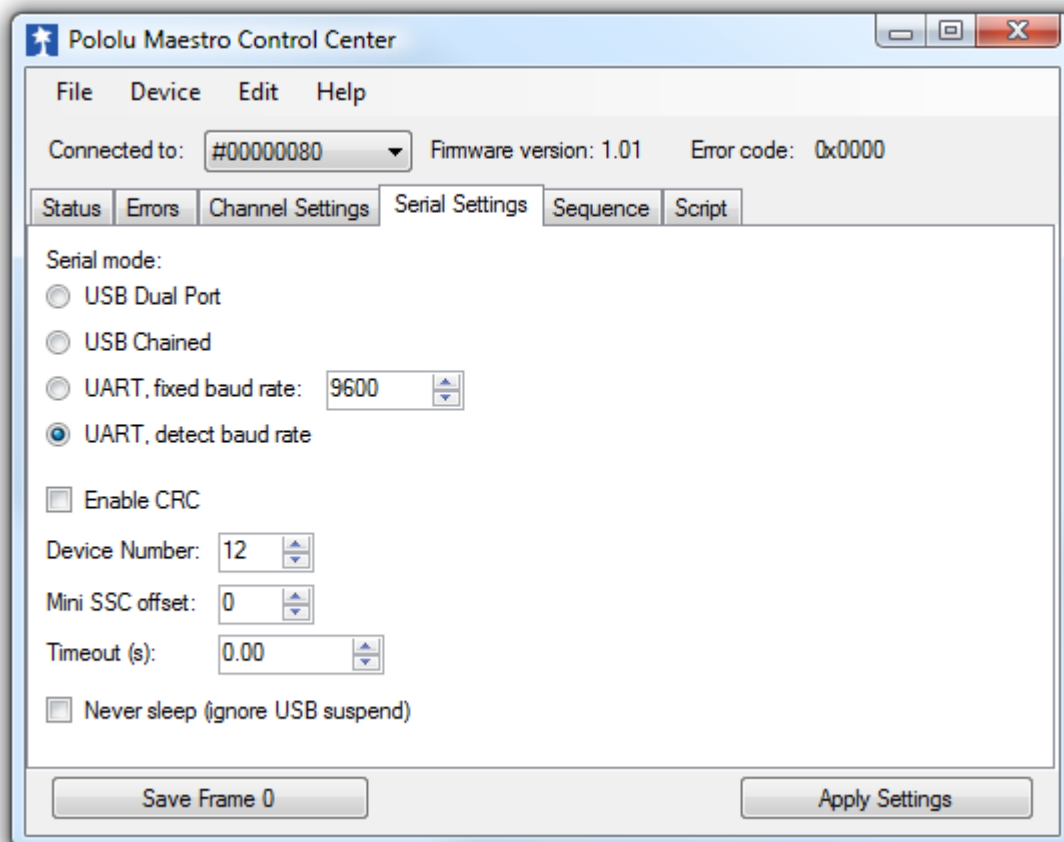 Pololu Maestro Control Center
File Device Edit Help
Connected to: #00000080 Firmware version: 1.01 Error code: 0x0000
Status Errors Channel Settings Serial Settings Sequence Script
Serial mode:
USB Dual Port
USB Chained
UART, fixed baud rate: 9600
UART, detect baud rate
Enable CRC
Device Number: 12
Mini SSC offset: 0
Timeout (s): 0.00
Never sleep (ignore USB suspend)
Save Frame 0 Apply Settings